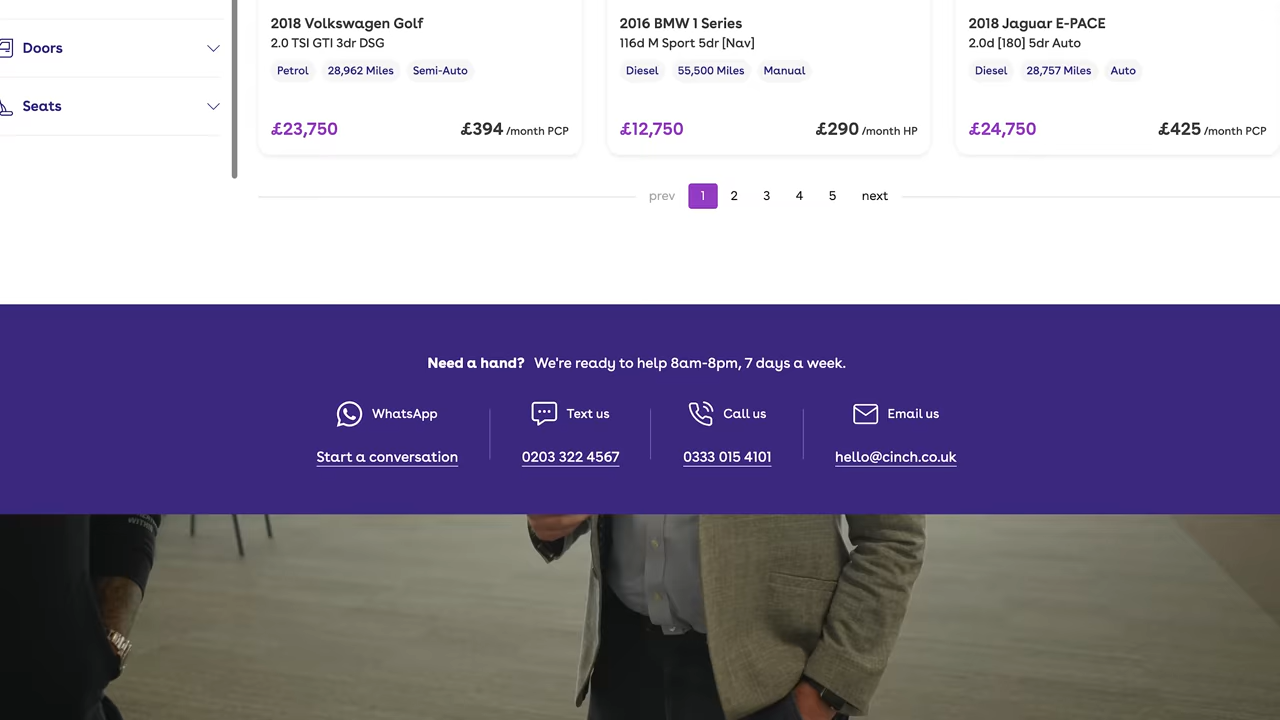 Doors
Seats
2018 Volkswagen Golf
2.0 TSI GTI 3dr DSG
Petrol 28,962 Miles Semi-Auto
£23,750 £394 /month PCP
2016 BMW 1 Series
116d M Sport 5dr [Nav]
Diesel 55,500 Miles Manual
£12,750 £290 /month HP
2018 Jaguar E-PACE
2.0d [180] 5dr Auto
Diesel 28,757 Miles Auto
£24,750 £425 /month PCP
prev 1 2 3 4 5 next
Need a hand? We're ready to help 8am-8pm, 7 days a week.
WhatsApp
Start a conversation
Text us
0203 322 4567
Call us
0333 015 4101
Email us
hello@cinch.co.uk